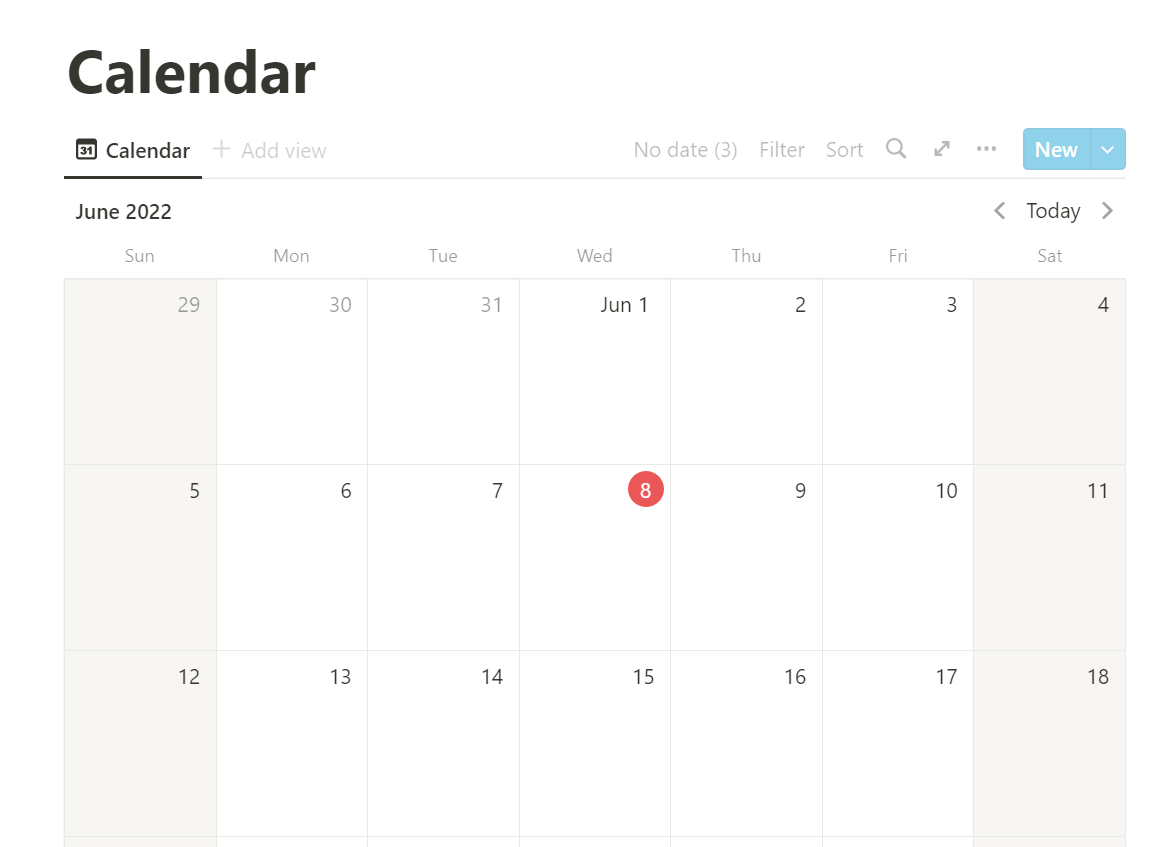 Calendar
31 Calendar Add view No date (3) Filter Sort New
June 2022 Today
Sun Mon Tue Wed Thu Fri Sat
29 30 31 Jun 1 2 3 4
5 6 7 8 9 10 11
12 13 14 15 16 17 18